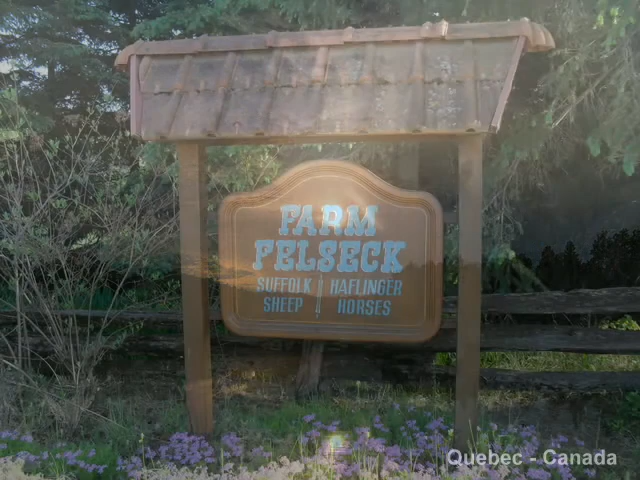 FARM
FELSECK
SUFFOLK | HAFLINGER
SHEEP | HORSES
Quebec - Canada